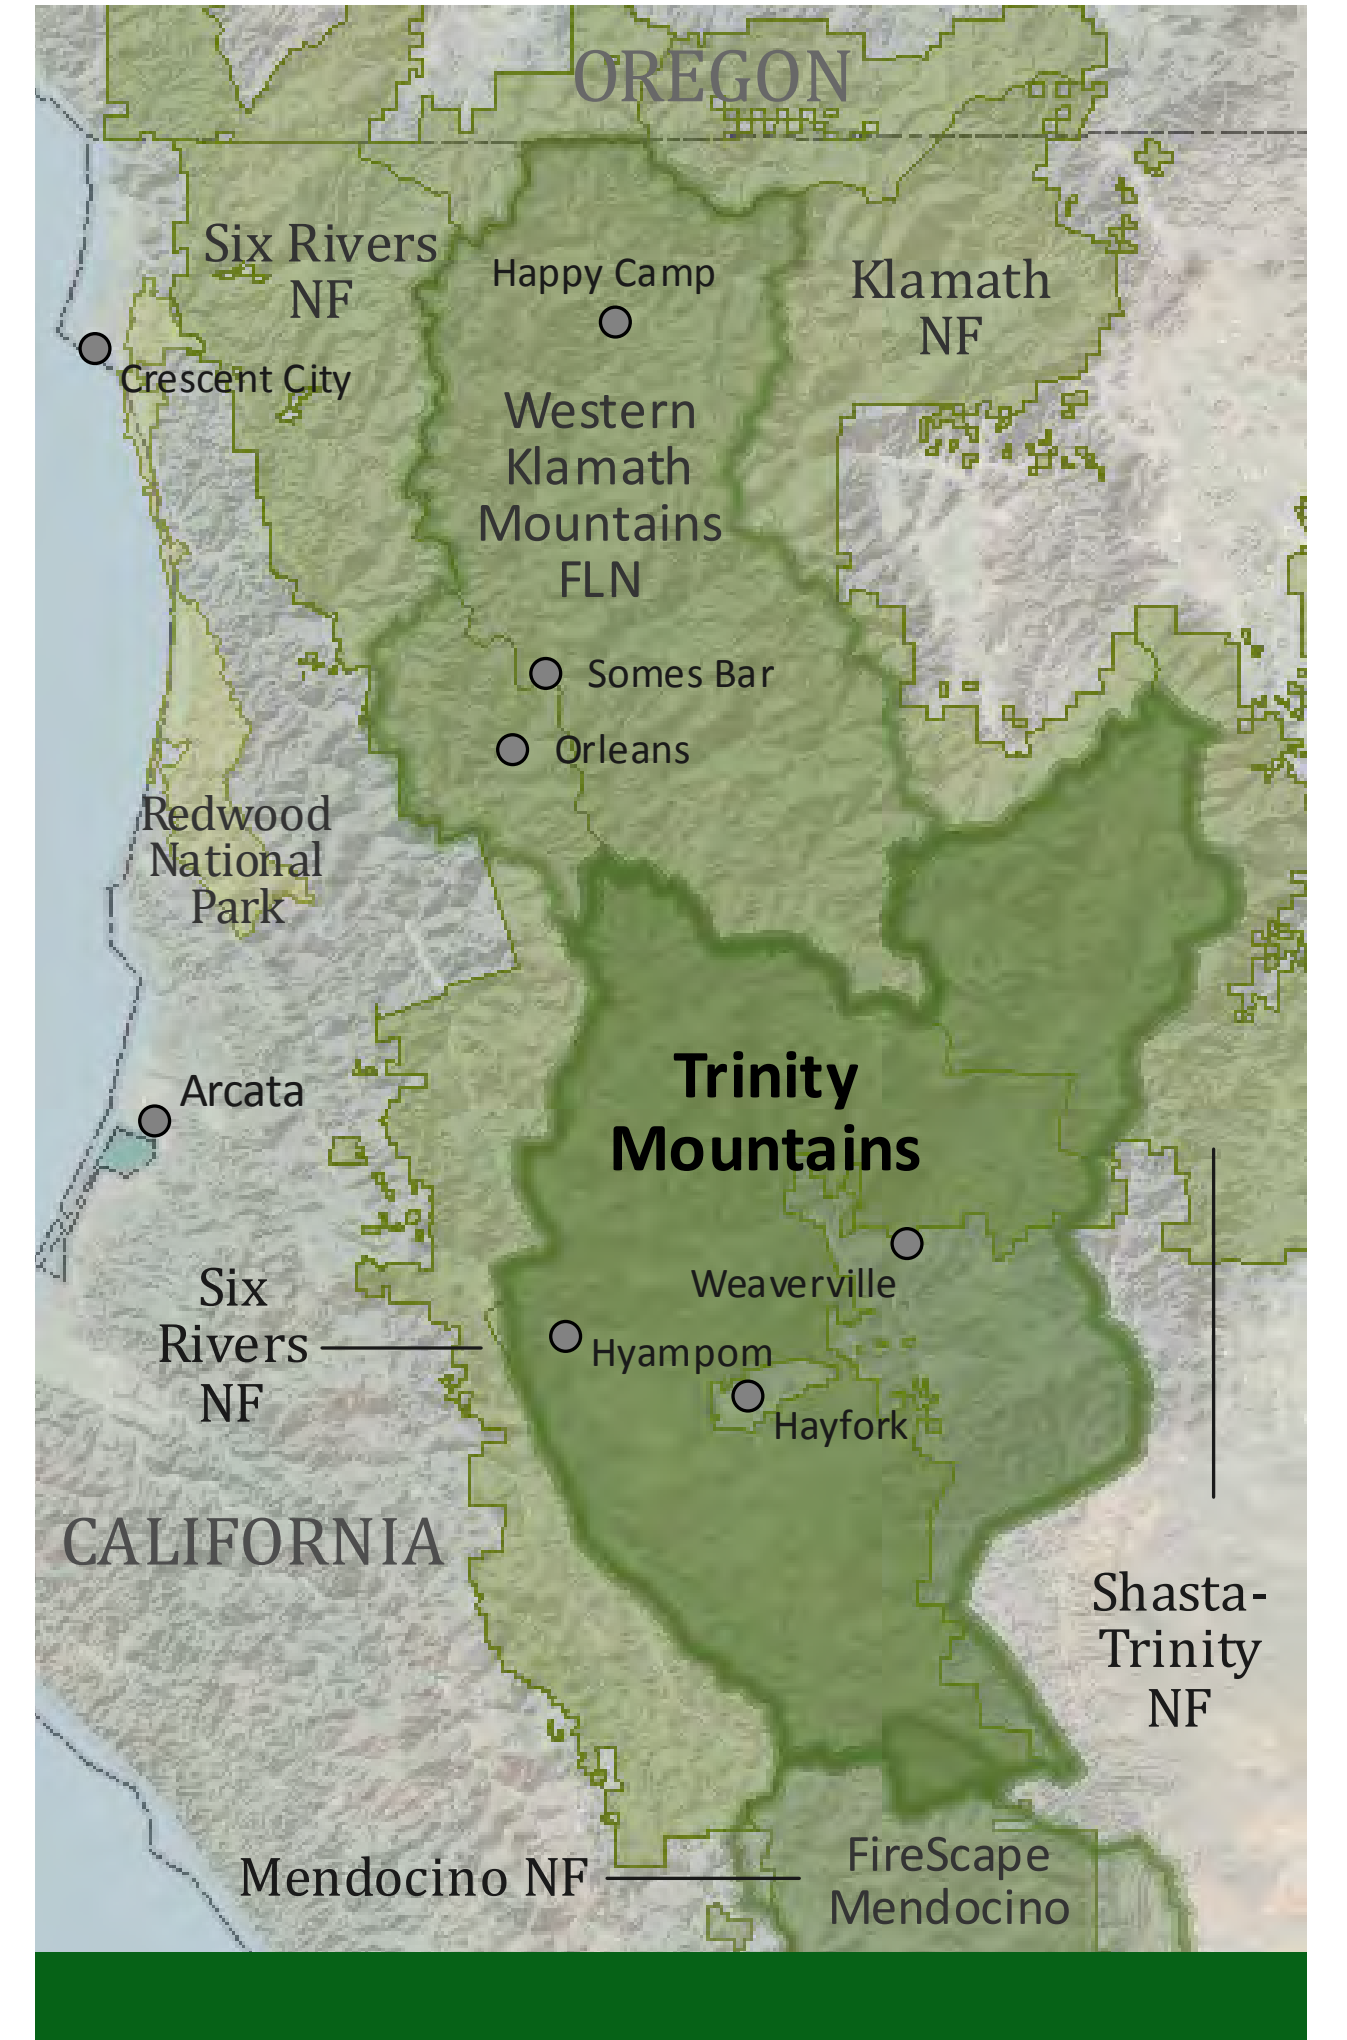 OREGON
Six Rivers
NF
Happy Camp
Klamath
NF
Crescent City
Western
Klamath
Mountains
FLN
Somes Bar
Orleans
Redwood
National
Park
Trinity
Mountains
Arcata
Weaverville
Six
Rivers
NF
Hyampom
Hayfork
CALIFORNIA
Shasta-
Trinity
NF
Mendocino NF
FireScape
Mendocino